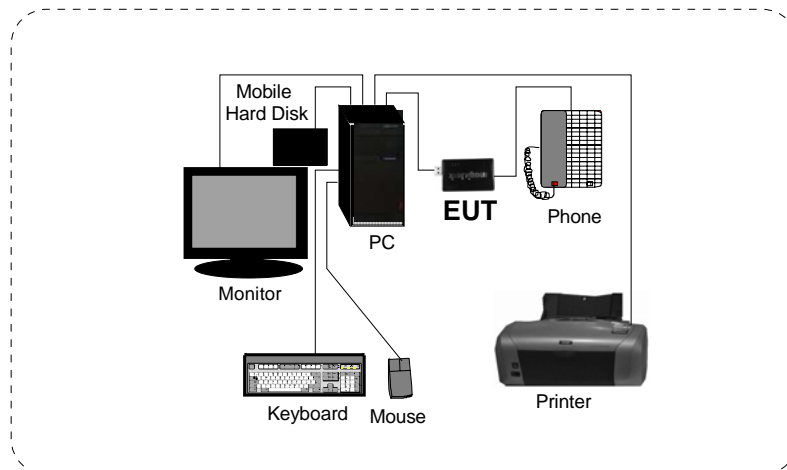 Mobile
Hard Disk
EUT
Phone
PC
Monitor
Printer
Keyboard
Mouse